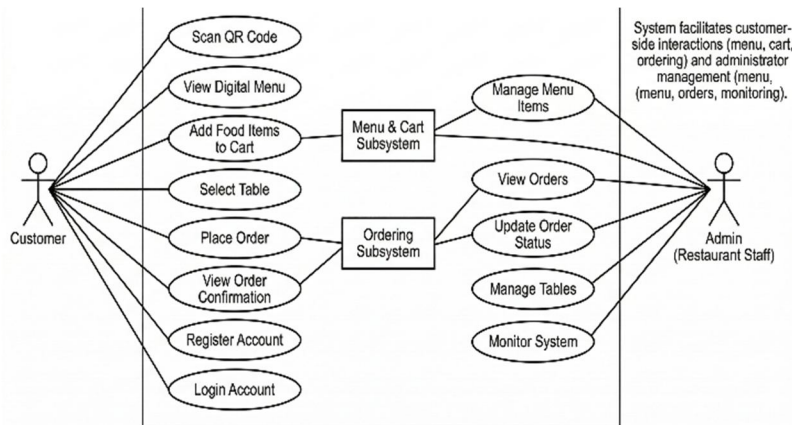 Scan QR Code
View Digital Menu
Add Food Items
to Cart
Select Table
Place Order
View Order
Confirmation
Register Account
Login Account
Customer
Menu & Cart
Subsystem
Ordering
Subsystem
Manage Menu
Items
View Orders
Update Order
Status
Manage Tables
Monitor System
Admin
(Restaurant Staff)
System facilitates customer-
side interactions (menu, cart,
ordering) and administrator
management (menu,
(menu, orders, monitoring).